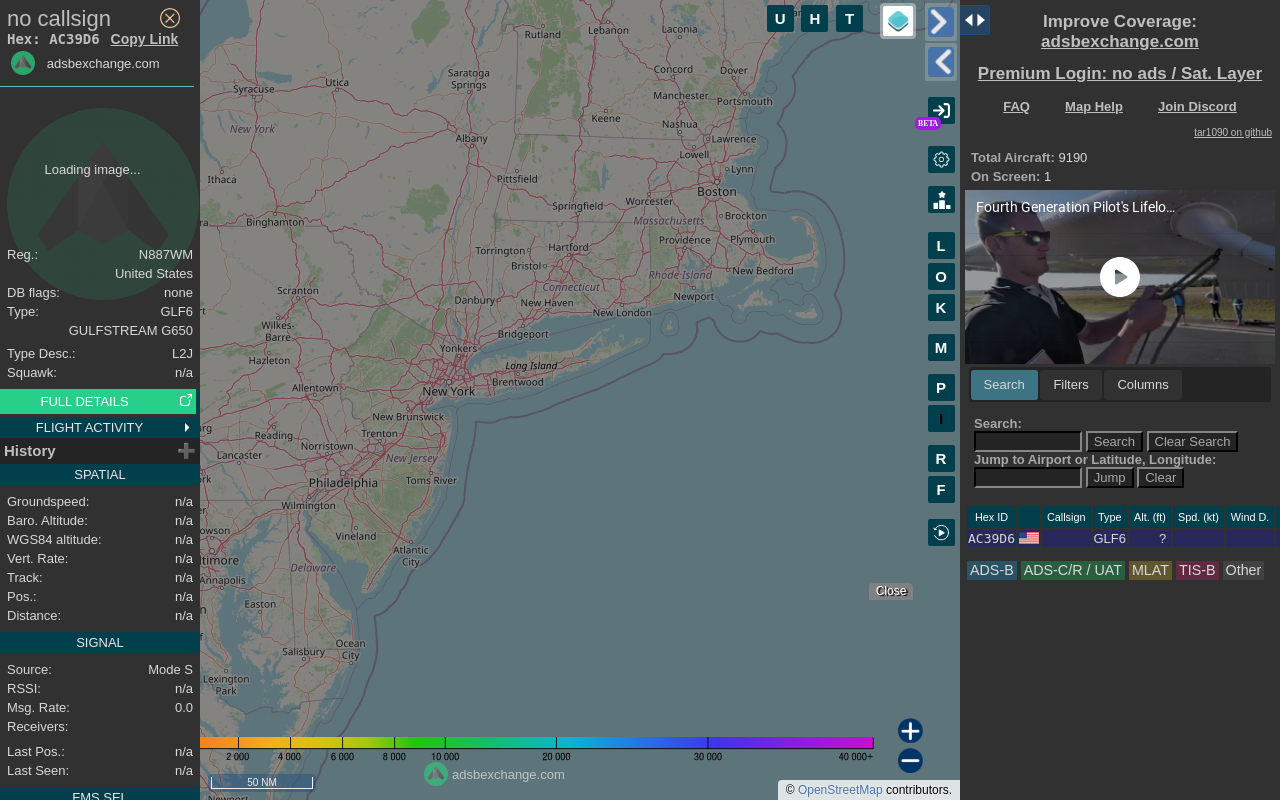 no callsign
Hex: AC39D6 Copy Link
adsbexchange.com
Loading image...
Reg.: N887WM
United States
DB flags: none
Type: GLF6
GULFSTREAM G650
Type Desc.: L2J
Squawk: n/a
FULL DETAILS
FLIGHT ACTIVITY
History
SPATIAL
Groundspeed: n/a
Baro. Altitude: n/a
WGS84 altitude: n/a
Vert. Rate: n/a
Track: n/a
Pos.: n/a
Distance: n/a
SIGNAL
Source: Mode S
RSSI: n/a
Msg. Rate: 0.0
Receivers:
Last Pos.: n/a
Last Seen: n/a
FMS SEL
U H T
BETA
L
O
K
M
P
I
R
F
Rutland
Lebanon
Laconia
Concord
Dover
Saratoga
Springs
Utica
Syracuse
Manchester
Portsmouth
Keene
Nashua
New York
Albany
Lawrence
Lowell
Lynn
Ithaca
Pittsfield
Boston
Worcester
Springfield
Massachusetts
Brockton
Binghamton
Plymouth
Providence
Hartford
Torrington
Bristol
Rhode Island
New Bedford
Connecticut
Newport
Scranton
Danbury
New Haven
New London
Wilkes-
Barre
Bridgeport
Yonkers
Hazleton
Long Island
Brentwood
Allentown
New York
New Brunswick
Reading
Trenton
Norristown
Lancaster
New Jersey
Toms River
Philadelphia
Wilmington
Vineland
Atlantic
City
Delaware
Annapolis
Easton
Ocean
City
Salisbury
Lexington
Park
Close
2 000 4 000 6 000 8 000 10 000 20 000 30 000 40 000+
adsbexchange.com
50 NM
© OpenStreetMap contributors.
Improve Coverage:
adsbexchange.com
Premium Login: no ads / Sat. Layer
FAQ Map Help Join Discord
tar1090 on github
Total Aircraft: 9190
On Screen: 1
Fourth Generation Pilot's Lifelo...
Search Filters Columns
Search:
Search Clear Search
Jump to Airport or Latitude, Longitude:
Jump Clear
Hex ID Callsign Type Alt. (ft) Spd. (kt) Wind D.
AC39D6 GLF6 ?
ADS-B ADS-C/R / UAT MLAT TIS-B Other